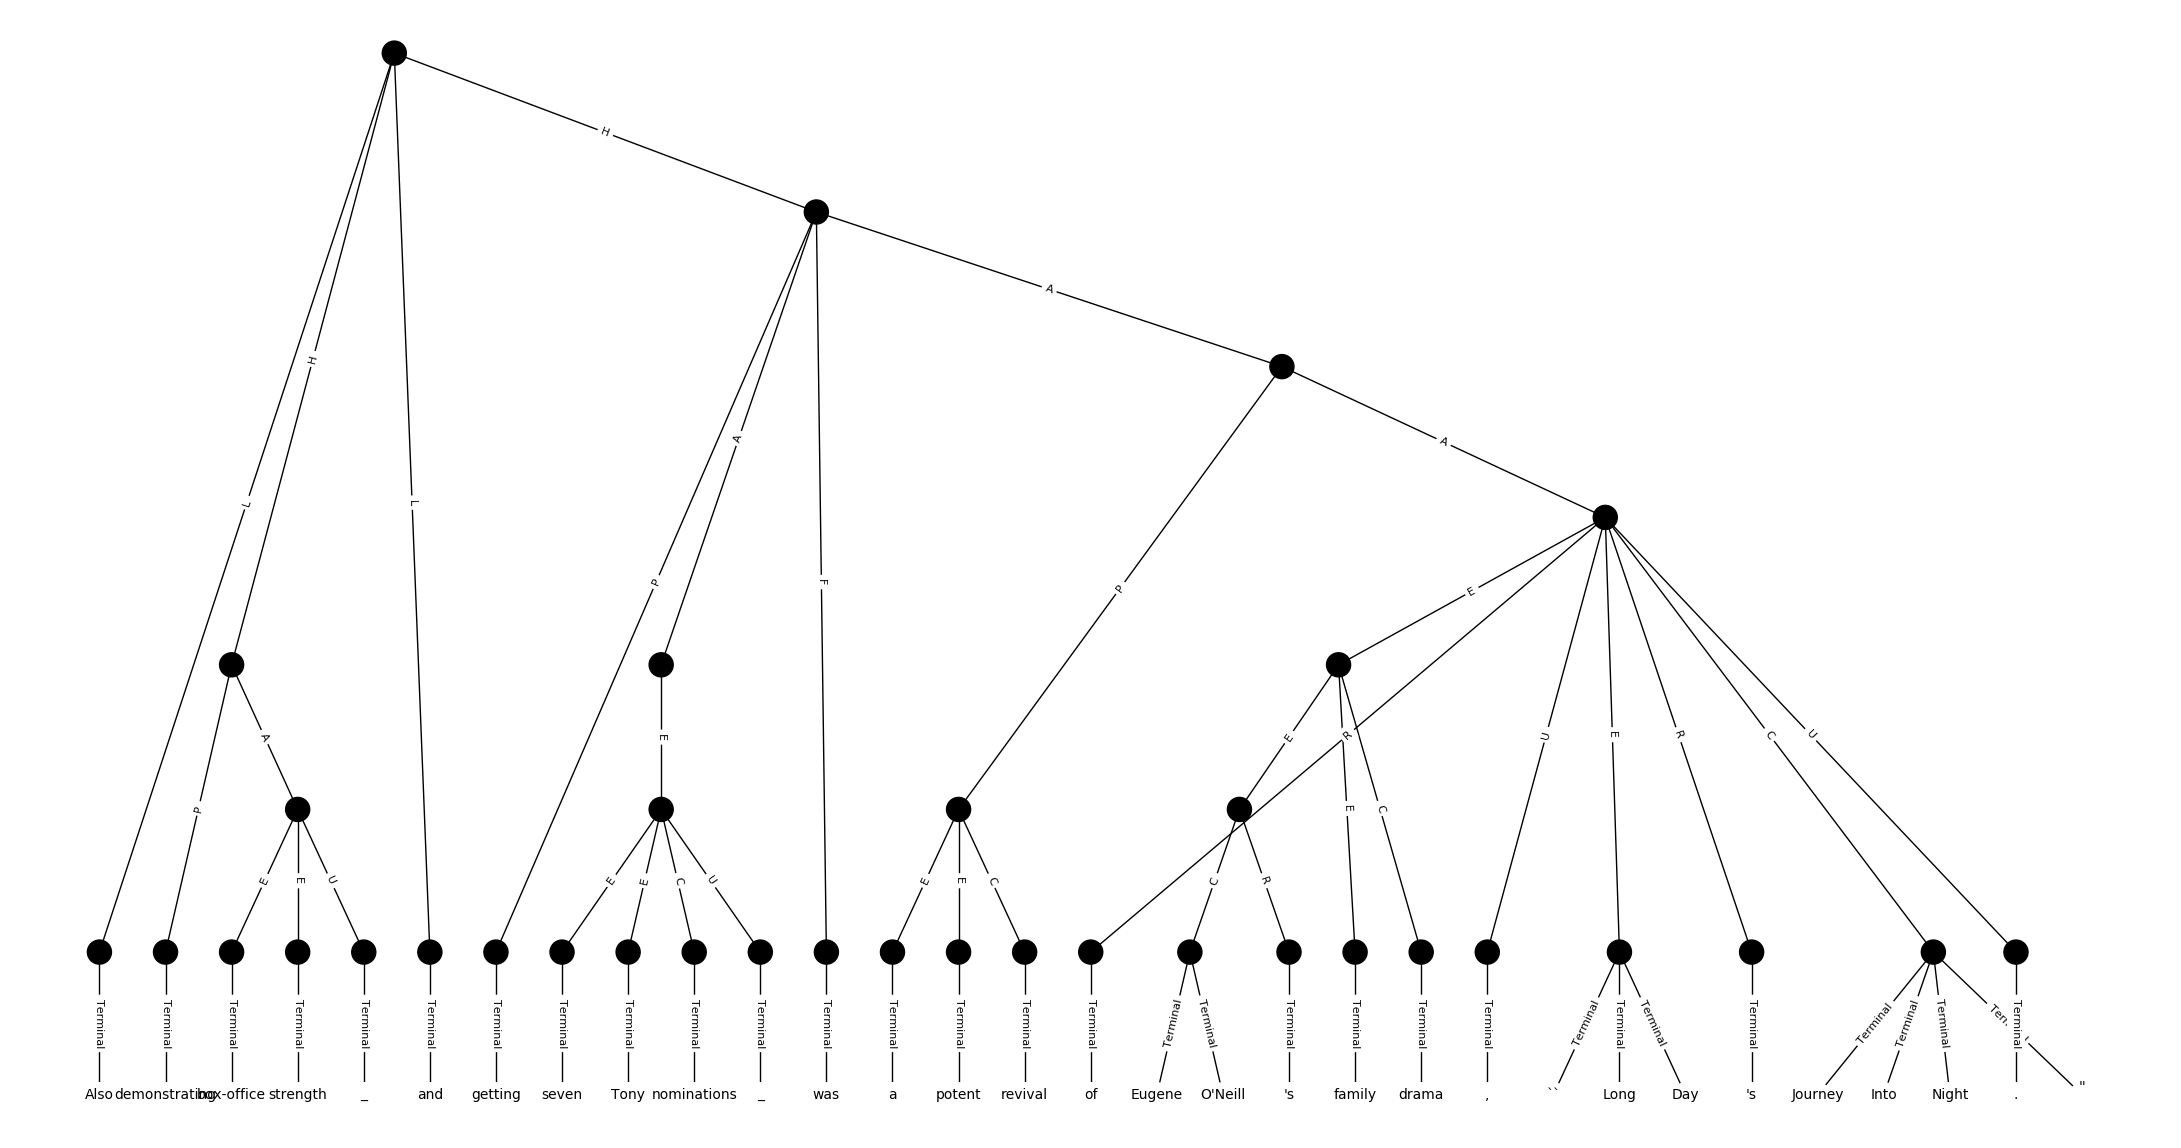 H
H
L
L
A
A
P
F
A
P
E
R
U
E
R
C
U
P
A
E
E
E
C
E
E
U
E
E
C
U
E
E
C
C
R
Terminal Terminal Terminal Terminal Terminal Terminal Terminal Terminal Terminal Terminal Terminal Terminal Terminal Terminal Terminal Terminal Terminal Terminal Terminal Terminal Terminal Terminal Terminal Terminal Terminal Terminal Terminal Terminal Terminal Terminal
Also demonstrating box-office strength _ and getting seven Tony nominations _ was a potent revival of Eugene O'Neill 's family drama , `` Long Day 's Journey Into Night . "